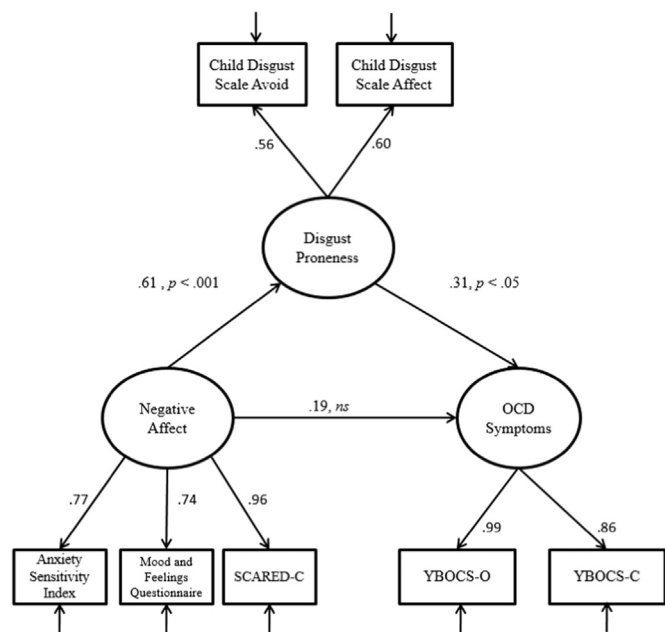 Child Disgust
Scale Avoid
Child Disgust
Scale Affect
.56
.60
Disgust
Proneness
.61 , p < .001
.31, p < .05
Negative
Affect
.19, ns
OCD
Symptoms
.77
.74
.96
.99
.86
Anxiety
Sensitivity
Index
Mood and
Feelings
Questionnaire
SCARED-C
YBOCS-O
YBOCS-C